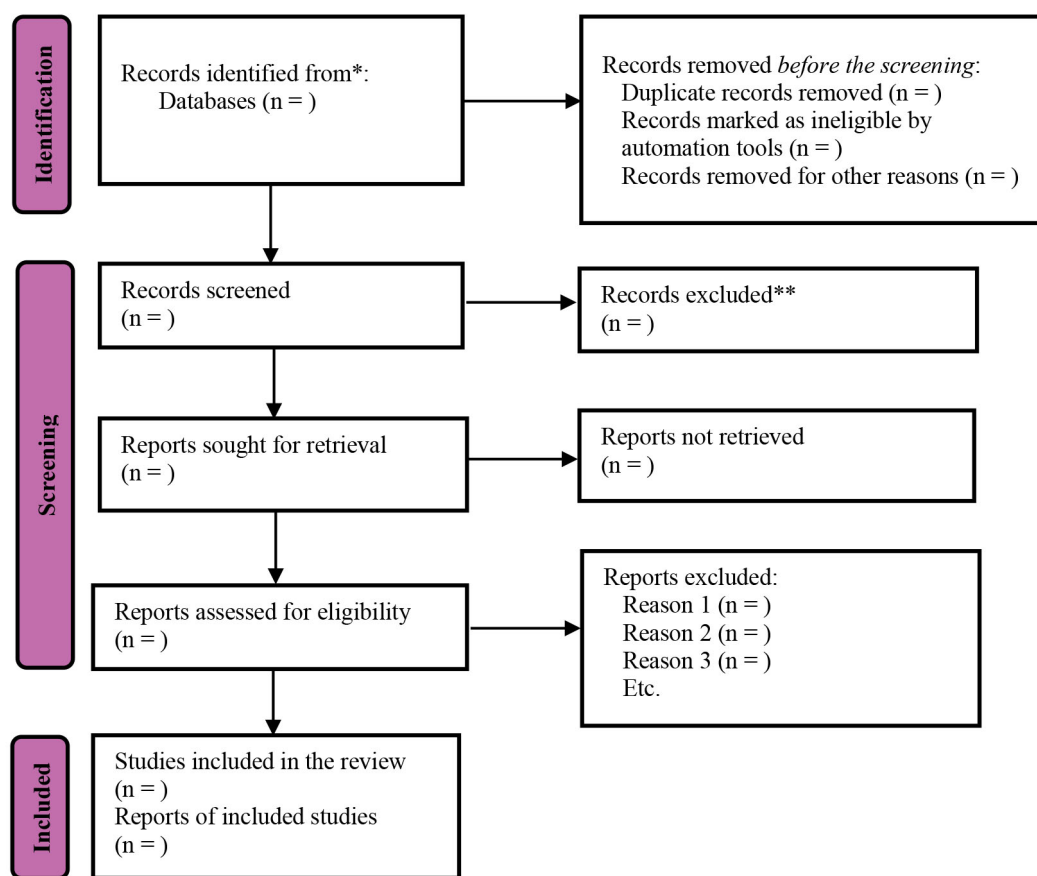 Identification
Records identified from*:
Databases (n = )
Records removed before the screening:
Duplicate records removed (n = )
Records marked as ineligible by
automation tools (n = )
Records removed for other reasons (n = )
Screening
Records screened
(n = )
Records excluded**
(n = )
Reports sought for retrieval
(n = )
Reports not retrieved
(n = )
Reports assessed for eligibility
(n = )
Reports excluded:
Reason 1 (n = )
Reason 2 (n = )
Reason 3 (n = )
Etc.
Included
Studies included in the review
(n = )
Reports of included studies
(n = )